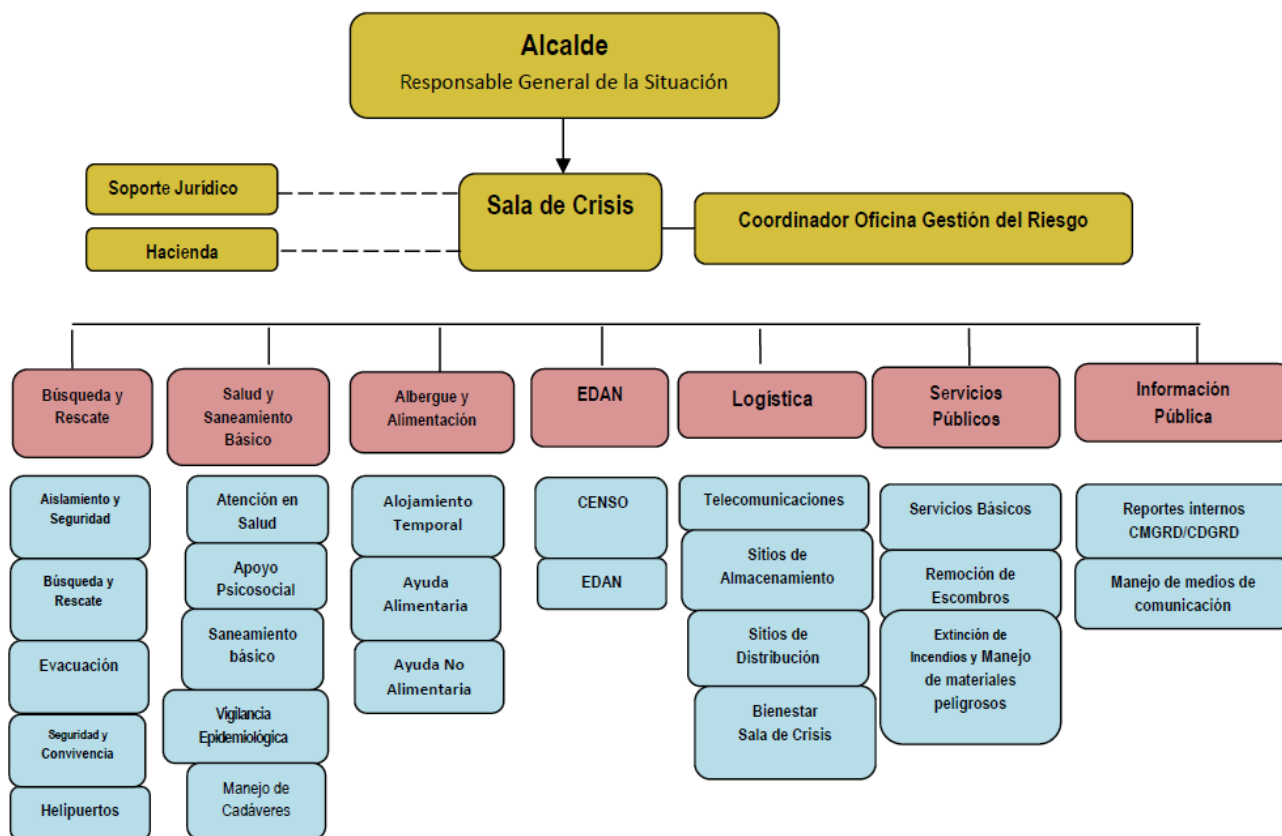 Alcalde
Responsable General de la Situación
Soporte Jurídico
Hacienda
Sala de Crisis
Coordinador Oficina Gestión del Riesgo
Búsqueda y
Rescate
Salud y
Saneamiento
Básico
Albergue y
Alimentación
EDAN
Logística
Servicios
Públicos
Información
Pública
Aislamiento y
Seguridad
Búsqueda y
Rescate
Evacuación
Seguridad y
Convivencia
Helipuertos
Atención en
Salud
Apoyo
Psicosocial
Saneamiento
básico
Vigilancia
Epidemiológica
Manejo de
Cadáveres
Alojamiento
Temporal
Ayuda
Alimentaria
Ayuda No
Alimentaria
CENSO
EDAN
Telecomunicaciones
Sitios de
Almacenamiento
Sitios de
Distribución
Bienestar
Sala de Crisis
Servicios Básicos
Remoción de
Escombros
Extinción de
Incendios y Manejo
de materiales
peligrosos
Reportes internos
CMGRD/CDGRD
Manejo de medios de
comunicación